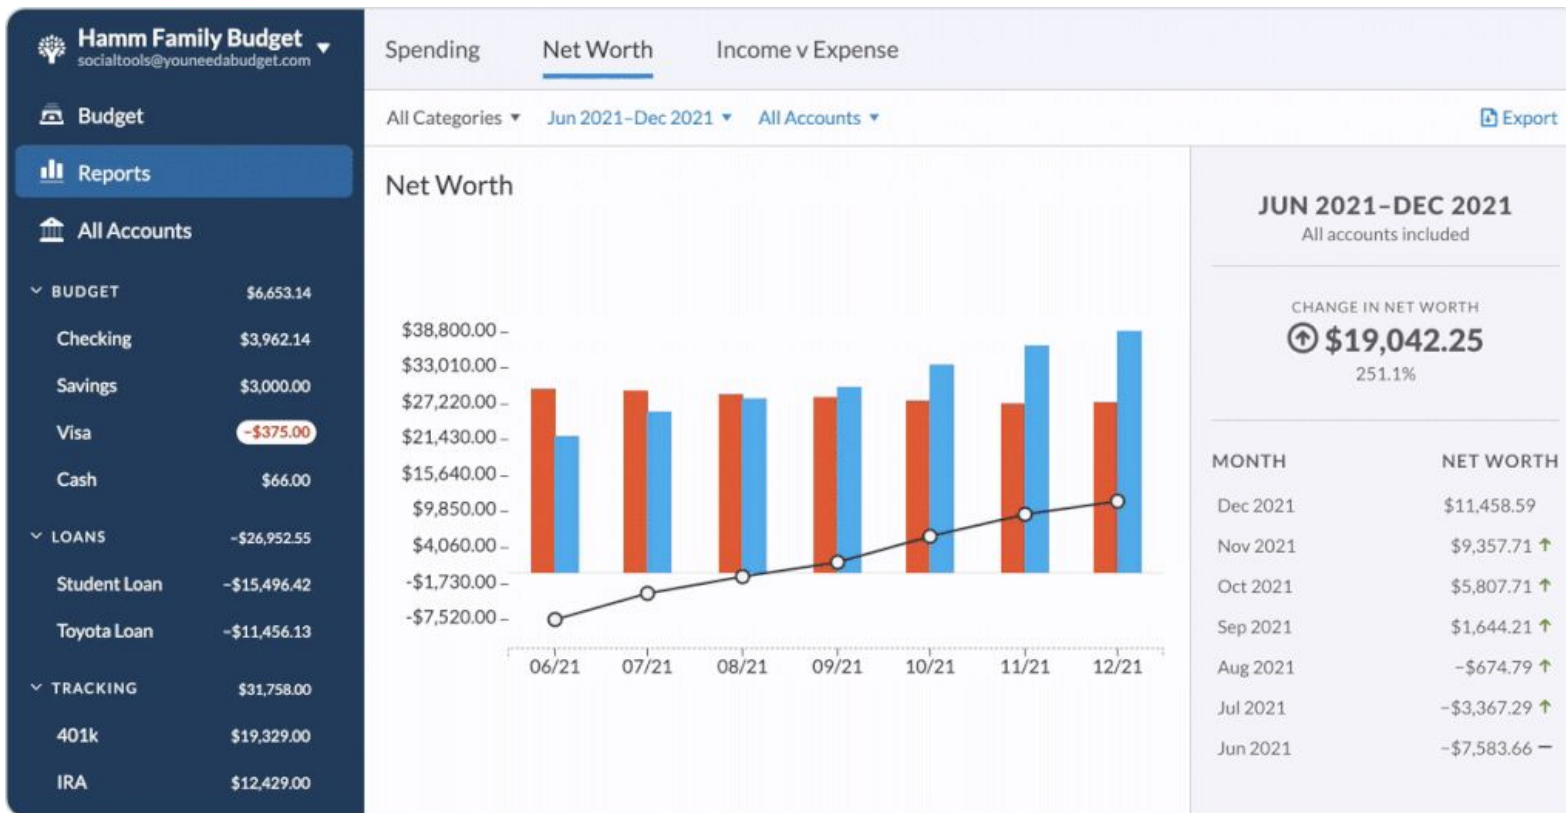 Hamm Family Budget
socialtools@youneedabudget.com
Budget
Reports
All Accounts
BUDGET $6,653.14
Checking $3,962.14
Savings $3,000.00
Visa -$375.00
Cash $66.00
LOANS -$26,952.55
Student Loan -$15,496.42
Toyota Loan -$11,456.13
TRACKING $31,758.00
401k $19,329.00
IRA $12,429.00
Spending Net Worth Income v Expense
All Categories Jun 2021–Dec 2021 All Accounts Export
Net Worth
$38,800.00
$33,010.00
$27,220.00
$21,430.00
$15,640.00
$9,850.00
$4,060.00
-$1,730.00
-$7,520.00
06/21 07/21 08/21 09/21 10/21 11/21 12/21
JUN 2021–DEC 2021
All accounts included
CHANGE IN NET WORTH
$19,042.25
251.1%
MONTH NET WORTH
Dec 2021 $11,458.59
Nov 2021 $9,357.71
Oct 2021 $5,807.71
Sep 2021 $1,644.21
Aug 2021 -$674.79
Jul 2021 -$3,367.29
Jun 2021 -$7,583.66